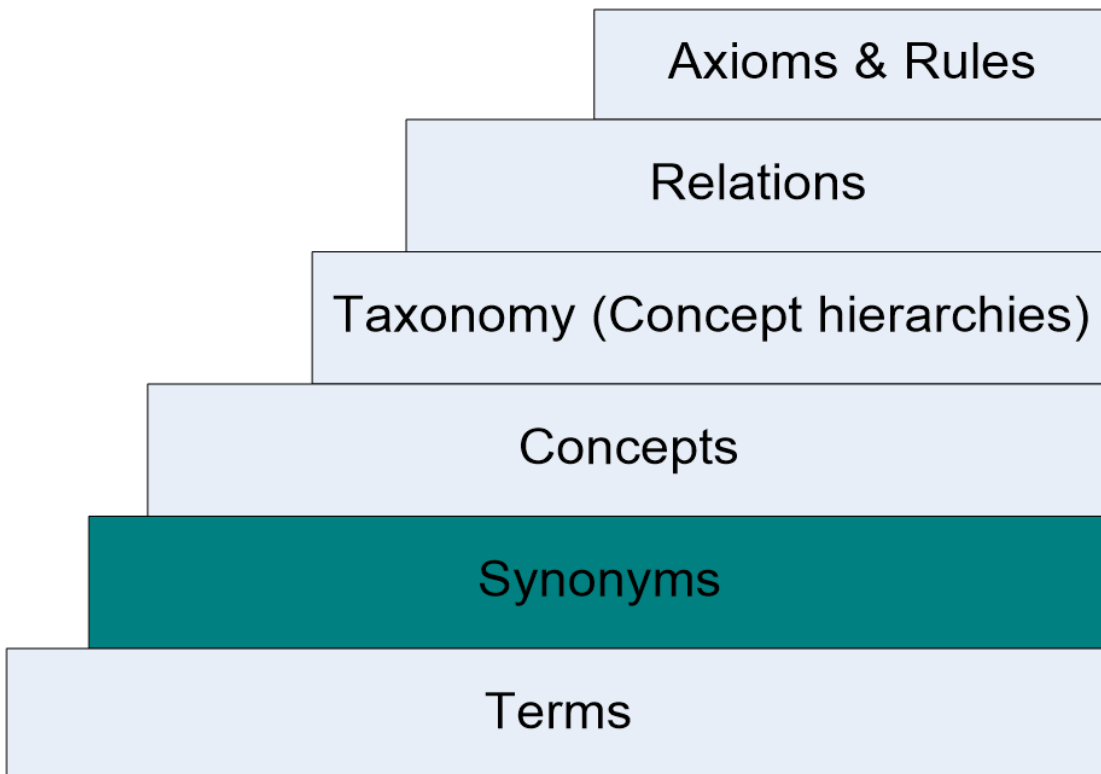 Axioms & Rules
Relations
Taxonomy (Concept hierarchies)
Concepts
Synonyms
Terms